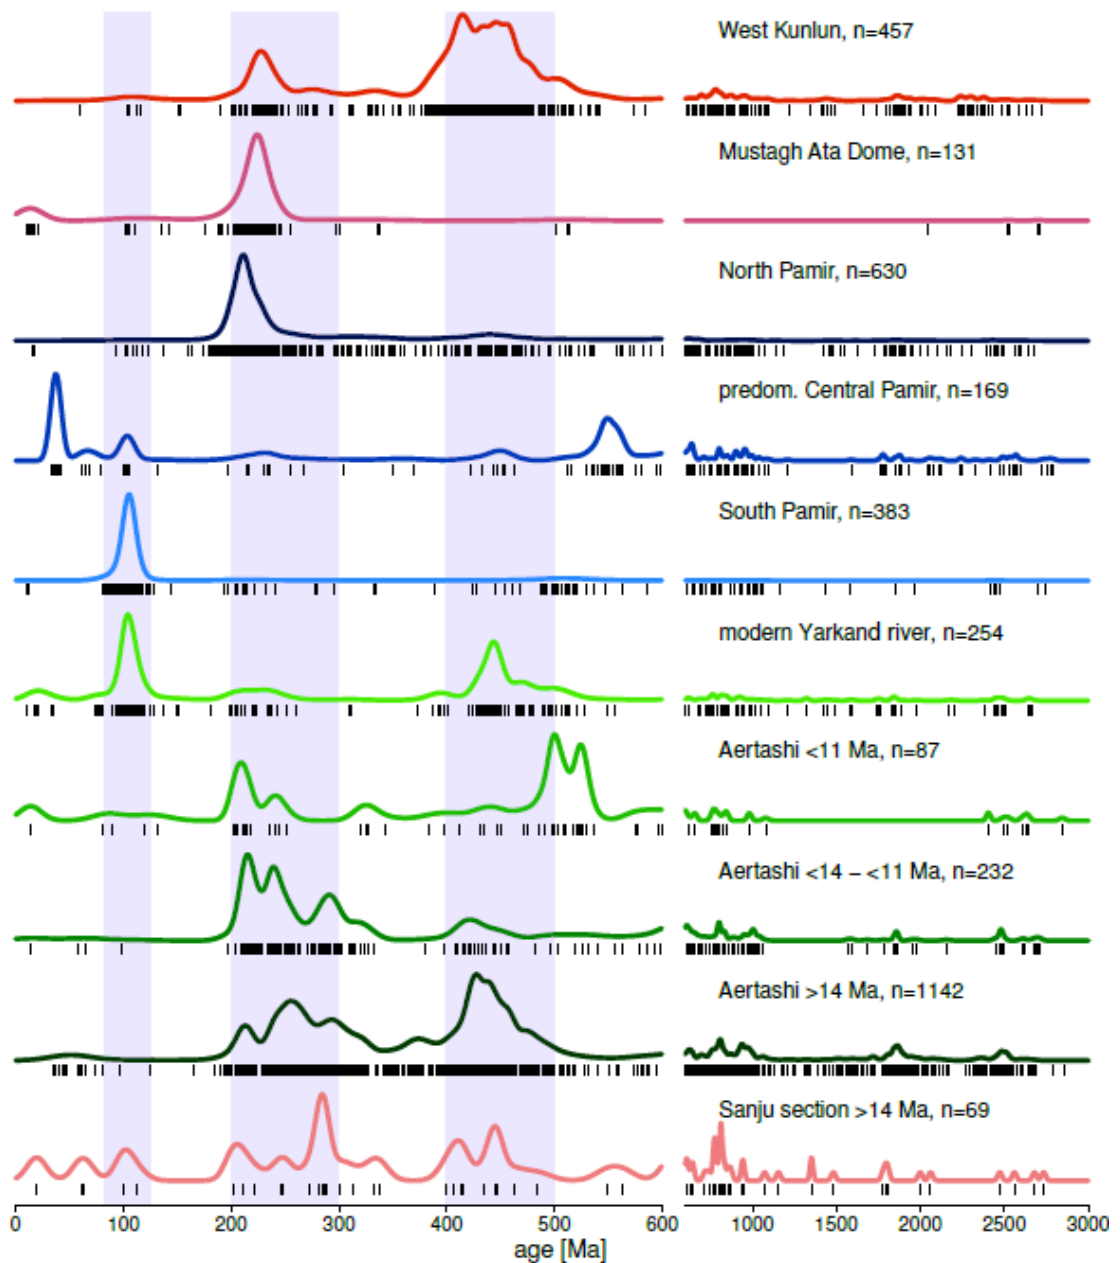 West Kunlun, n=457
Mustagh Ata Dome, n=131
North Pamir, n=630
predom. Central Pamir, n=169
South Pamir, n=383
modern Yarkand river, n=254
Aertashi <11 Ma, n=87
Aertashi <14 – <11 Ma, n=232
Aertashi >14 Ma, n=1142
Sanju section >14 Ma, n=69
0 100 200 300 400 500 600 1000 1500 2000 2500 3000
age [Ma]